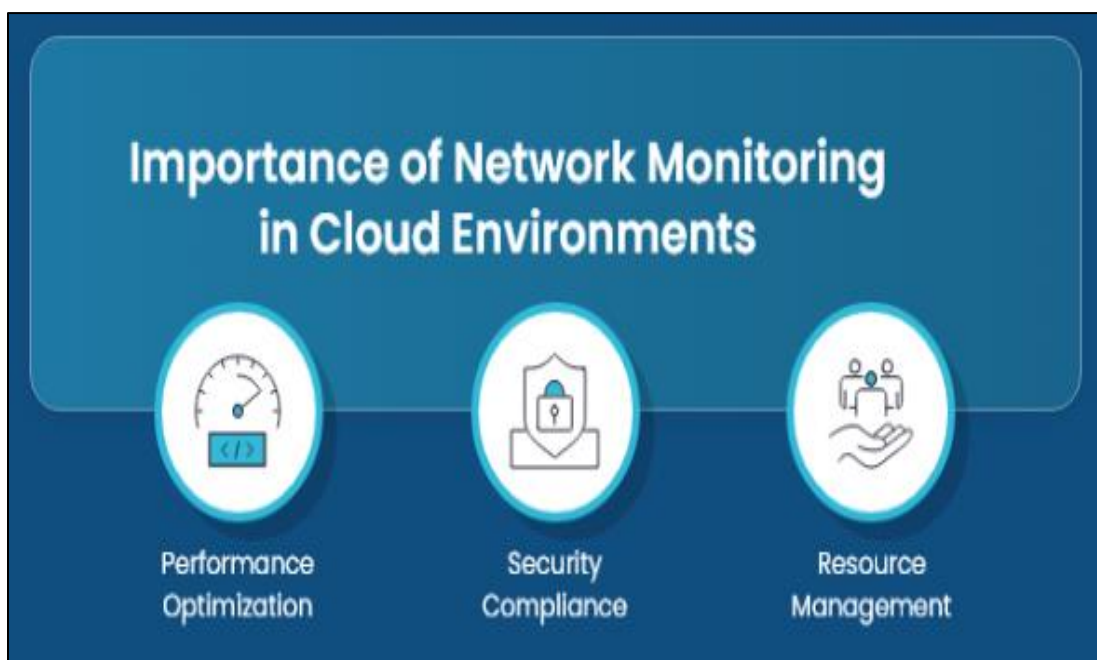 Importance of Network Monitoring
in Cloud Environments
</>
Performance
Optimization
Security
Compliance
Resource
Management